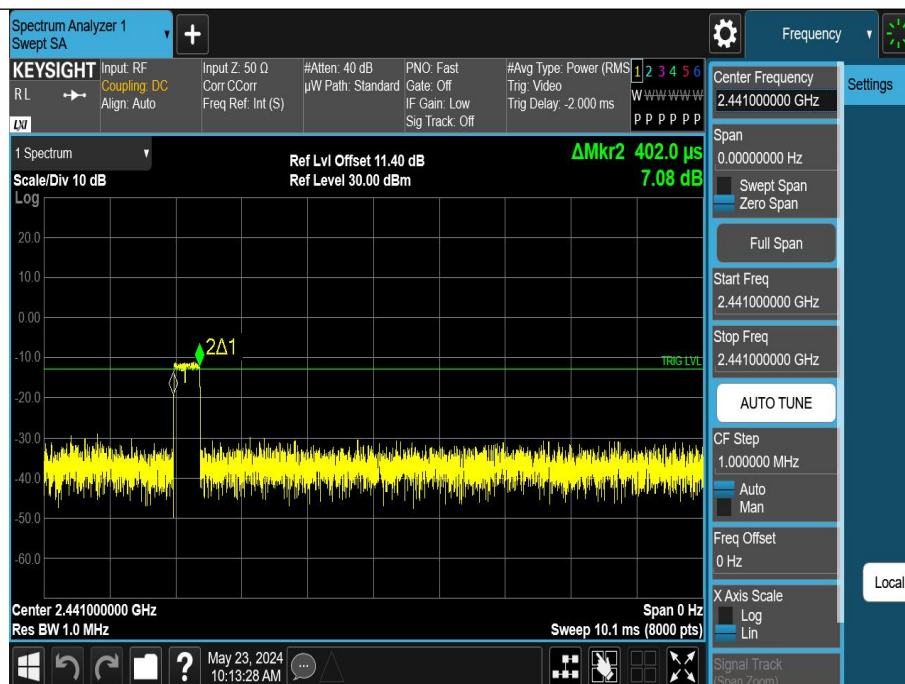 Spectrum Analyzer 1
Swept SA
Frequency
KEYSIGHT
RL
LXI
Input: RF
Coupling: DC
Align: Auto
Input Z: 50 Ω
Corr CCorr
Freq Ref: Int (S)
#Atten: 40 dB
µW Path: Standard
PNO: Fast
Gate: Off
IF Gain: Low
Sig Track: Off
#Avg Type: Power (RMS
Trig: Video
Trig Delay: -2.000 ms
1 2 3 4 5 6
W W W W W W
P P P P P P
1 Spectrum
Scale/Div 10 dB
Log
Ref Lvl Offset 11.40 dB
Ref Level 30.00 dBm
ΔMkr2 402.0 µs
7.08 dB
20.0
10.0
0.00
-10.0
-20.0
-30.0
-40.0
-50.0
-60.0
2Δ1
TRIG LVL
Center 2.441000000 GHz
Res BW 1.0 MHz
Span 0 Hz
Sweep 10.1 ms (8000 pts)
May 23, 2024
10:13:28 AM
Center Frequency
2.441000000 GHz
Span
0.00000000 Hz
Swept Span
Zero Span
Full Span
Start Freq
2.441000000 GHz
Stop Freq
2.441000000 GHz
AUTO TUNE
CF Step
1.000000 MHz
Auto
Man
Freq Offset
0 Hz
X Axis Scale
Log
Lin
Signal Track
(Span Zoom)
Settings
Local